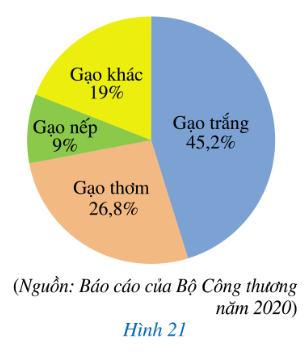 Gạo khác
19%
Gạo trắng
45,2%
Gạo nếp
9%
Gạo thơm
26,8%
(Nguồn: Báo cáo của Bộ Công thương
năm 2020)
Hình 21